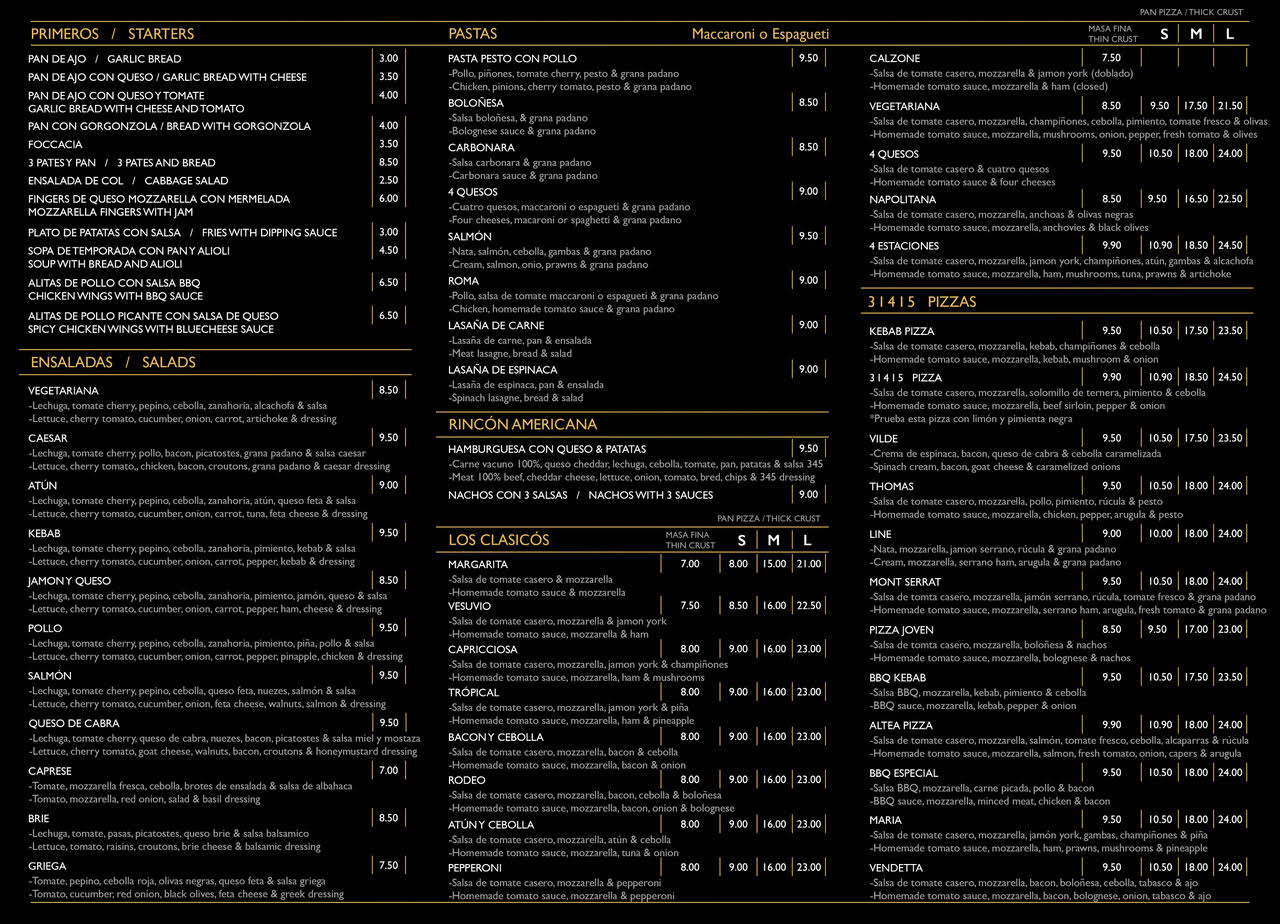 PRIMEROS / STARTERS
PAN DE AJO / GARLIC BREAD 3.00
PAN DE AJO CON QUESO / GARLIC BREAD WITH CHEESE 3.50
PAN DE AJO CON QUESO Y TOMATE 4.00
GARLIC BREAD WITH CHEESE AND TOMATO
PAN CON GORGONZOLA / BREAD WITH GORGONZOLA 4.00
FOCCACIA 3.50
3 PATES Y PAN / 3 PATES AND BREAD 8.50
ENSALADA DE COL / CABBAGE SALAD 2.50
FINGERS DE QUESO MOZZARELLA CON MERMELADA 6.00
MOZZARELLA FINGERS WITH JAM
PLATO DE PATATAS CON SALSA / FRIES WITH DIPPING SAUCE 3.00
SOPA DE TEMPORADA CON PAN Y ALIOLI 4.50
SOUP WITH BREAD AND ALIOLI
ALITAS DE POLLO CON SALSA BBQ 6.50
CHICKEN WINGS WITH BBQ SAUCE
ALITAS DE POLLO PICANTE CON SALSA DE QUESO 6.50
SPICY CHICKEN WINGS WITH BLUECHEESE SAUCE
ENSALADAS / SALADS
VEGETARIANA 8.50
-Lechuga, tomate cherry, pepino, cebolla, zanahoria, alcachofa & salsa
-Lettuce, cherry tomato, cucumber, onion, carrot, artichoke & dressing
CAESAR 9.50
-Lechuga, tomate cherry, pollo, bacon, picatostes, grana padano & salsa caesar
-Lettuce, cherry tomato,, chicken, bacon, croutons, grana padano & caesar dressing
ATÚN 9.00
-Lechuga, tomate cherry, pepino, cebolla, zanahoria, atún, queso feta & salsa
-Lettuce, cherry tomato, cucumber, onion, carrot, tuna, feta cheese & dressing
KEBAB 9.50
-Lechuga, tomate cherry, pepino, cebolla, zanahoria, pimiento, kebab & salsa
-Lettuce, cherry tomato, cucumber, onion, carrot, pepper, kebab & dressing
JAMON Y QUESO 8.50
-Lechuga, tomate cherry, pepino, cebolla, zanahoria, pimiento, jamón, queso & salsa
-Lettuce, cherry tomato, cucumber, onion, carrot, pepper, ham, cheese & dressing
POLLO 9.50
-Lechuga, tomate cherry, pepino, cebolla, zanahoria, pimiento, piña, pollo & salsa
-Lettuce, cherry tomato, cucumber, onion, carrot, pepper, pinapple, chicken & dressing
SALMÓN 9.50
-Lechuga, tomate cherry, pepino, cebolla, queso feta, nuezes, salmón & salsa
-Lettuce, cherry tomato, cucumber, onion, feta cheese, walnuts, salmon & dressing
QUESO DE CABRA 9.50
-Lechuga, tomate cherry, queso de cabra, nuezes, bacon, picatostes & salsa miel y mostaza
-Lettuce, cherry tomato, goat cheese, walnuts, bacon, croutons & honeymustard dressing
CAPRESE 7.00
-Tomate, mozzarella fresca, cebolla, brotes de ensalada & salsa de albahaca
-Tomato, mozzarella, red onion, salad & basil dressing
BRIE 8.50
-Lechuga, tomate, pasas, picatostes, queso brie & salsa balsamico
-Lettuce, tomato, raisins, croutons, brie cheese & balsamic dressing
GRIEGA 7.50
-Tomate, pepino, cebolla roja, olivas negras, queso feta & salsa griega
-Tomato, cucumber, red onion, black olives, feta cheese & greek dressing
PASTAS Maccaroni o Espagueti
PASTA PESTO CON POLLO 9.50
-Pollo, piñones, tomate cherry, pesto & grana padano
-Chicken, pinions, cherry tomato, pesto & grana padano
BOLOÑESA 8.50
-Salsa boloñesa, & grana padano
-Bolognese sauce & grana padano
CARBONARA 8.50
-Salsa carbonara & grana padano
-Carbonara sauce & grana padano
4 QUESOS 9.00
-Cuatro quesos, maccaroni o espagueti & grana padano
-Four cheeses, macaroni or spaghetti & grana padano
SALMÓN 9.50
-Nata, salmón, cebolla, gambas & grana padano
-Cream, salmon, onio, prawns & grana padano
ROMA 9.00
-Pollo, salsa de tomate maccaroni o espagueti & grana padano
-Chicken, homemade tomato sauce & grana padano
LASAÑA DE CARNE 9.00
-Lasaña de carne, pan & ensalada
-Meat lasagne, bread & salad
LASAÑA DE ESPINACA 9.00
-Lasaña de espinaca, pan & ensalada
-Spinach lasagne, bread & salad
RINCÓN AMERICANA
HAMBURGUESA CON QUESO & PATATAS 9.50
-Carne vacuno 100%, queso cheddar, lechuga, cebolla, tomate, pan, patatas & salsa 345
-Meat 100% beef, cheddar cheese, lettuce, onion, tomato, bred, chips & 345 dressing
NACHOS CON 3 SALSAS / NACHOS WITH 3 SAUCES 9.00
PAN PIZZA / THICK CRUST
LOS CLASICÓS MASA FINA THIN CRUST S M L
MARGARITA 7.00 8.00 15.00 21.00
-Salsa de tomate casero & mozzarella
-Homemade tomato sauce & mozzarella
VESUVIO 7.50 8.50 16.00 22.50
-Salsa de tomate casero, mozzarella & jamon york
-Homemade tomato sauce, mozzarella & ham
CAPRICCIOSA 8.00 9.00 16.00 23.00
-Salsa de tomate casero, mozzarella, jamon york & champiñones
-Homemade tomato sauce, mozzarella, ham & mushrooms
TRÓPICAL 8.00 9.00 16.00 23.00
-Salsa de tomate casero, mozzarella, jamon york & piña
-Homemade tomato sauce, mozzarella, ham & pineapple
BACON Y CEBOLLA 8.00 9.00 16.00 23.00
-Salsa de tomate casero, mozzarella, bacon & cebolla
-Homemade tomato sauce, mozzarella, bacon & onion
RODEO 8.00 9.00 16.00 23.00
-Salsa de tomate casero, mozzarella, bacon, cebolla & boloñesa
-Homemade tomato sauce, mozzarella, bacon, onion & bolognese
ATÚN Y CEBOLLA 8.00 9.00 16.00 23.00
-Salsa de tomate casero, mozzarella, atún & cebolla
-Homemade tomato sauce, mozzarella, tuna & onion
PEPPERONI 8.00 9.00 16.00 23.00
-Salsa de tomate casero, mozzarella & pepperoni
-Homemade tomato sauce, mozzarella & pepperoni
PAN PIZZA / THICK CRUST
MASA FINA THIN CRUST S M L
CALZONE 7.50
-Salsa de tomate casero, mozzarella & jamon york (doblado)
-Homemade tomato sauce, mozzarella & ham (closed)
VEGETARIANA 8.50 9.50 17.50 21.50
-Salsa de tomate casero, mozzarella, champiñones, cebolla, pimiento, tomate fresco & olivas
-Homemade tomato sauce, mozzarella, mushrooms, onion, pepper, fresh tomato & olives
4 QUESOS 9.50 10.50 18.00 24.00
-Salsa de tomate casero & cuatro quesos
-Homemade tomato sauce & four cheeses
NAPOLITANA 8.50 9.50 16.50 22.50
-Salsa de tomate casero, mozzarella, anchoas & olivas negras
-Homemade tomato sauce, mozzarella, anchovies & black olives
4 ESTACIONES 9.90 10.90 18.50 24.50
-Salsa de tomate casero, mozzarella, jamon york, champiñones, atún, gambas & alcachofa
-Homemade tomato sauce, mozzarella, ham, mushrooms, tuna, prawns & artichoke
31415 PIZZAS
KEBAB PIZZA 9.50 10.50 17.50 23.50
-Salsa de tomate casero, mozzarella, kebab, champiñones & cebolla
-Homemade tomato sauce, mozzarella, kebab, mushroom & onion
31415 PIZZA 9.90 10.90 18.50 24.50
-Salsa de tomate casero, mozzarella, solomillo de ternera, pimiento & cebolla
-Homemade tomato sauce, mozzarella, beef sirloin, pepper & onion
*Prueba esta pizza con limón y pimienta negra
VILDE 9.50 10.50 17.50 23.50
-Crema de espinaca, bacon, queso de cabra & cebolla caramelizada
-Spinach cream, bacon, goat cheese & caramelized onions
THOMAS 9.50 10.50 18.00 24.00
-Salsa de tomate casero, mozzarella, pollo, pimiento, rúcula & pesto
-Homemade tomato sauce, mozzarella, chicken, pepper, arugula & pesto
LINE 9.00 10.00 18.00 24.00
-Nata, mozzarella, jamon serrano, rúcula & grana padano
-Cream, mozzarella, serrano ham, arugula & grana padano
MONT SERRAT 9.50 10.50 18.00 24.00
-Salsa de tomta casero, mozzarella, jamón serrano, rúcula, tomate fresco & grana padano
-Homemade tomato sauce, mozzarella, serrano ham, arugula, fresh tomato & grana padano
PIZZA JOVEN 8.50 9.50 17.00 23.00
-Salsa de tomta casero, mozzarella, boloñesa & nachos
-Homemade tomato sauce, mozzarella, bolognese & nachos
BBQ KEBAB 9.50 10.50 17.50 23.50
-Salsa BBQ, mozzarella, kebab, pimiento & cebolla
-BBQ sauce, mozzarella, kebab, pepper & onion
ALTEA PIZZA 9.90 10.90 18.00 24.00
-Salsa de tomate casero, mozzarella, salmón, tomate fresco, cebolla, alcaparras & rúcula
-Homemade tomato sauce, mozzarella, salmon, fresh tomato, onion, capers & arugula
BBQ ESPECIAL 9.50 10.50 18.00 24.00
-Salsa BBQ, mozzarella, carne picada, pollo & bacon
-BBQ sauce, mozzarella, minced meat, chicken & bacon
MARIA 9.50 10.50 18.00 24.00
-Salsa de tomate casero, mozzarella, jamón york, gambas, champiñones & piña
-Homemade tomato sauce, mozzarella, ham, prawns, mushrooms & pineapple
VENDETTA 9.50 10.50 18.00 24.00
-Salsa de tomate casero, mozzarella, bacon, boloñesa, cebolla, tabasco & ajo
-Homemade tomato sauce, mozzarella, bacon, bolognese, onion, tabasco & ajo